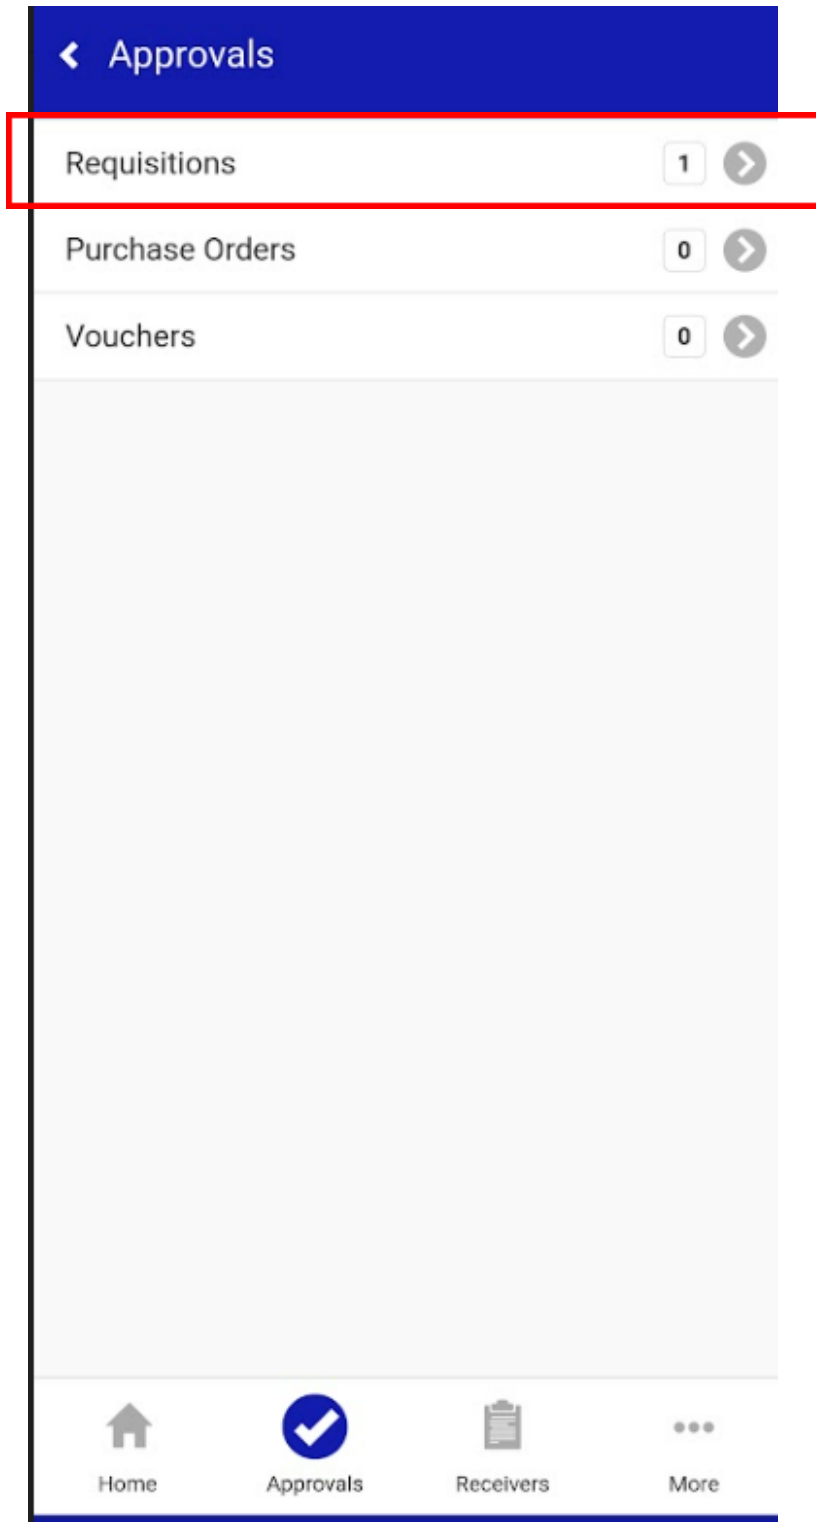 Approvals
Requisitions 1
Purchase Orders 0
Vouchers 0
Home Approvals Receivers More